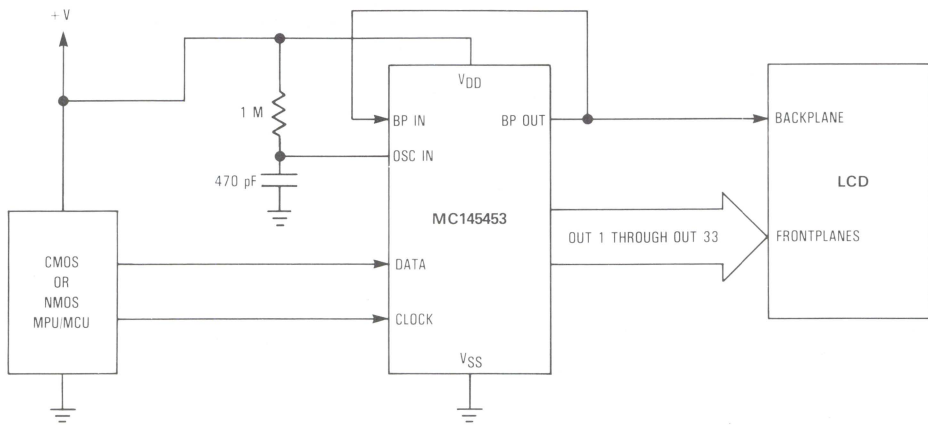 + V
VDD
1 M
BP IN
BP OUT
BACKPLANE
OSC IN
470 pF
LCD
MC145453
OUT 1 THROUGH OUT 33
FRONTPLANES
CMOS
OR
NMOS
MPU/MCU
DATA
CLOCK
VSS